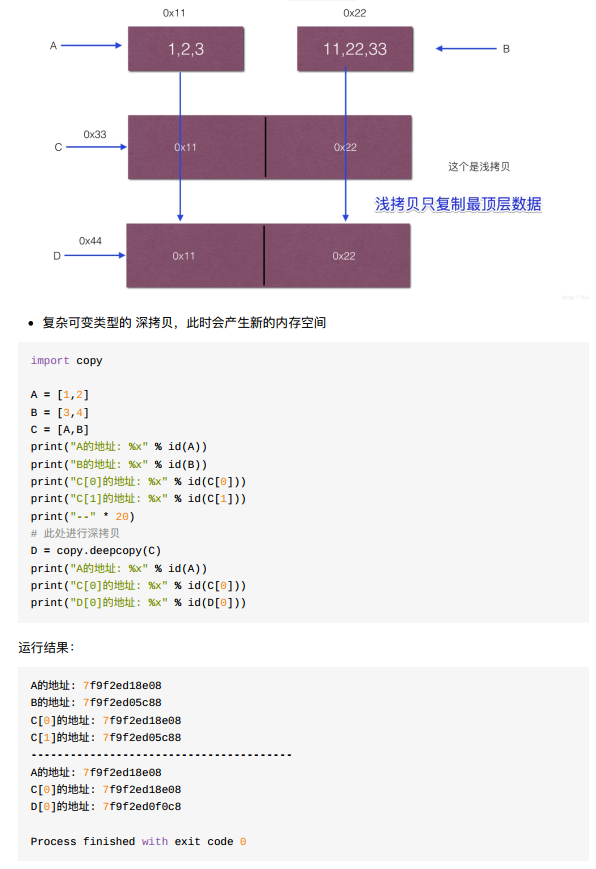 0x11 0x22
A 1,2,3 11,22,33 B
0x33
C 0x11 0x22
这个是浅拷贝
浅拷贝只复制最顶层数据
0x44
D 0x11 0x22
• 复杂可变类型的 深拷贝，此时会产生新的内存空间
import copy
A = [1,2]
B = [3,4]
C = [A,B]
print("A的地址: %x" % id(A))
print("B的地址: %x" % id(B))
print("C[0]的地址: %x" % id(C[0]))
print("C[1]的地址: %x" % id(C[1]))
print("--" * 20)
# 此处进行深拷贝
D = copy.deepcopy(C)
print("A的地址: %x" % id(A))
print("C[0]的地址: %x" % id(C[0]))
print("D[0]的地址: %x" % id(D[0]))
运行结果：
A的地址: 7f9f2ed18e08
B的地址: 7f9f2ed05c88
C[0]的地址: 7f9f2ed18e08
C[1]的地址: 7f9f2ed05c88
----------------------------------------
A的地址: 7f9f2ed18e08
C[0]的地址: 7f9f2ed18e08
D[0]的地址: 7f9f2ed0f0c8
Process finished with exit code 0